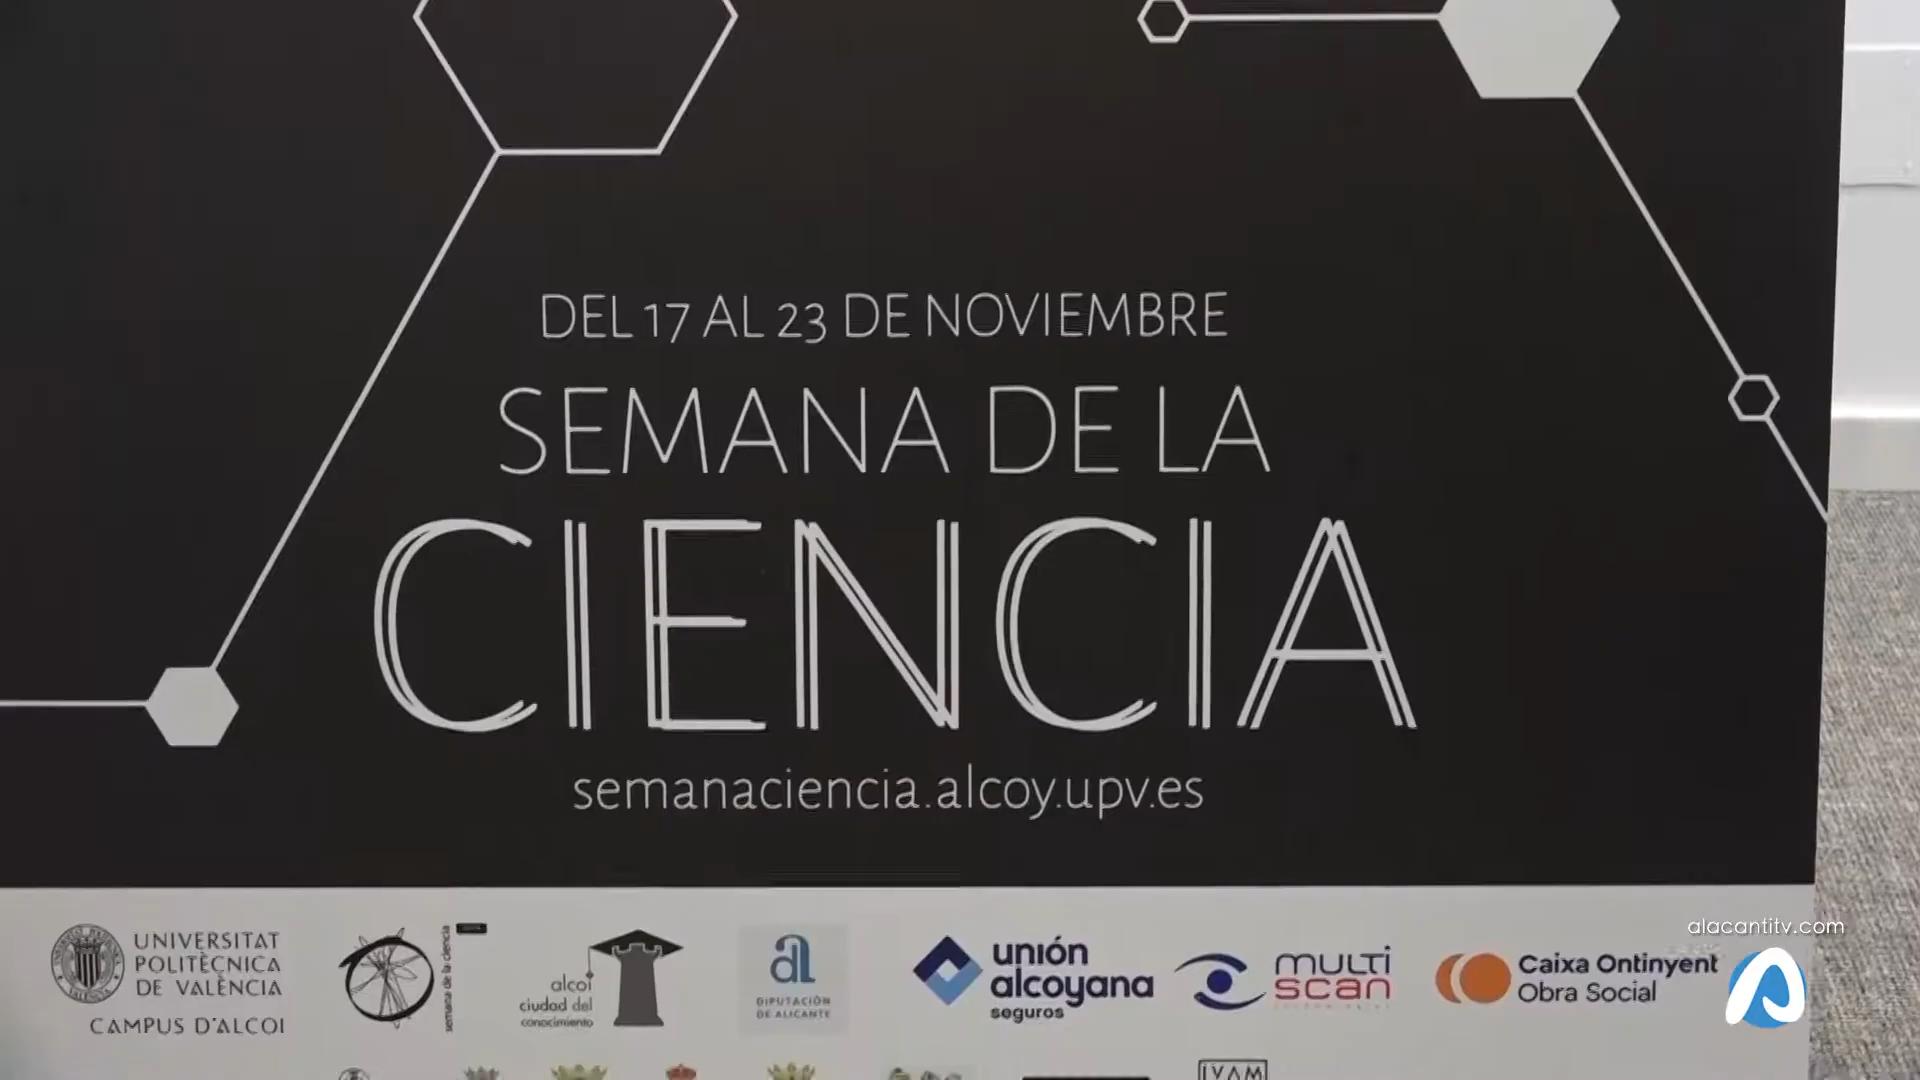 DEL 17 AL 23 DE NOVIEMBRE
SEMANA DE LA
CIENCIA
semanaciencia.alcoy.upv.es
alacantitv.com
UNIVERSITAT
POLITÈCNICA
DE VALÈNCIA
CAMPUS D'ALCOI
semana de la ciencia
alcoi
ciudad del
conocimiento
DIPUTACIÓN
DE ALICANTE
unión
alcoyana
seguros
multi
scan
Caixa Ontinyent
Obra Social
IVAM